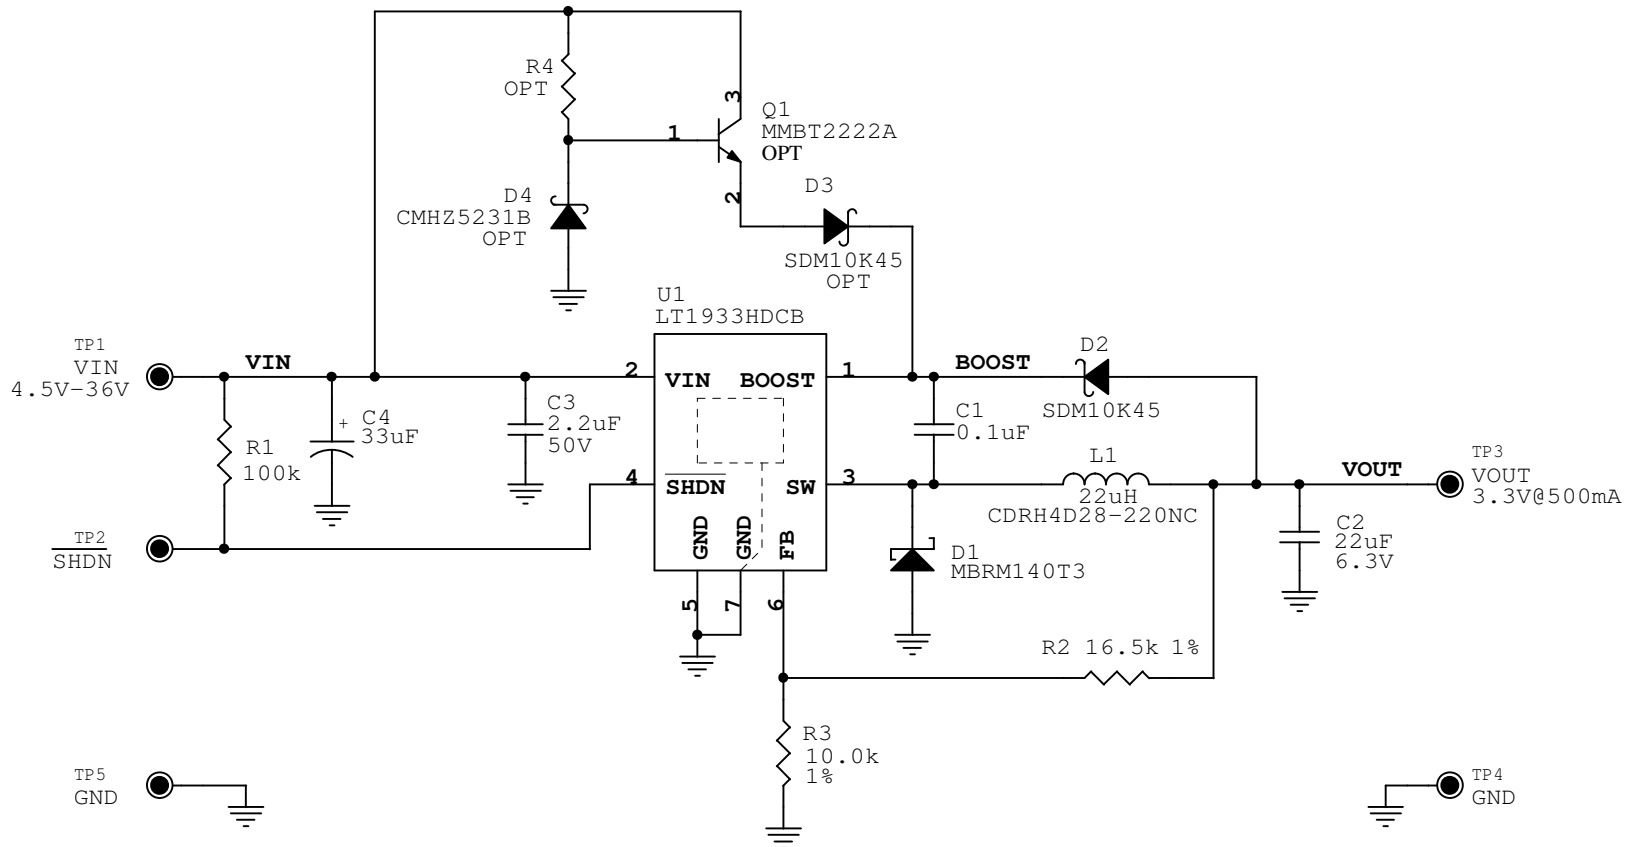 R4
OPT
3
Q1
MMBT2222A
OPT
1
2
D3
D4
CMHZ5231B
OPT
SDM10K45
OPT
U1
LT1933HDCB
TP1
VIN
4.5V-36V
VIN
2
VIN
BOOST
1
BOOST
D2
SDM10K45
C4
+
33uF
C3
2.2uF
50V
C1
0.1uF
R1
100k
4
SHDN
SW
3
L1
22uH
CDRH4D28-220NC
VOUT
TP3
VOUT
3.3V@500mA
TP2
SHDN
GND
GND
FB
D1
MBRM140T3
C2
22uF
6.3V
5
7
6
R2 16.5k 1%
R3
10.0k
1%
TP5
GND
TP4
GND